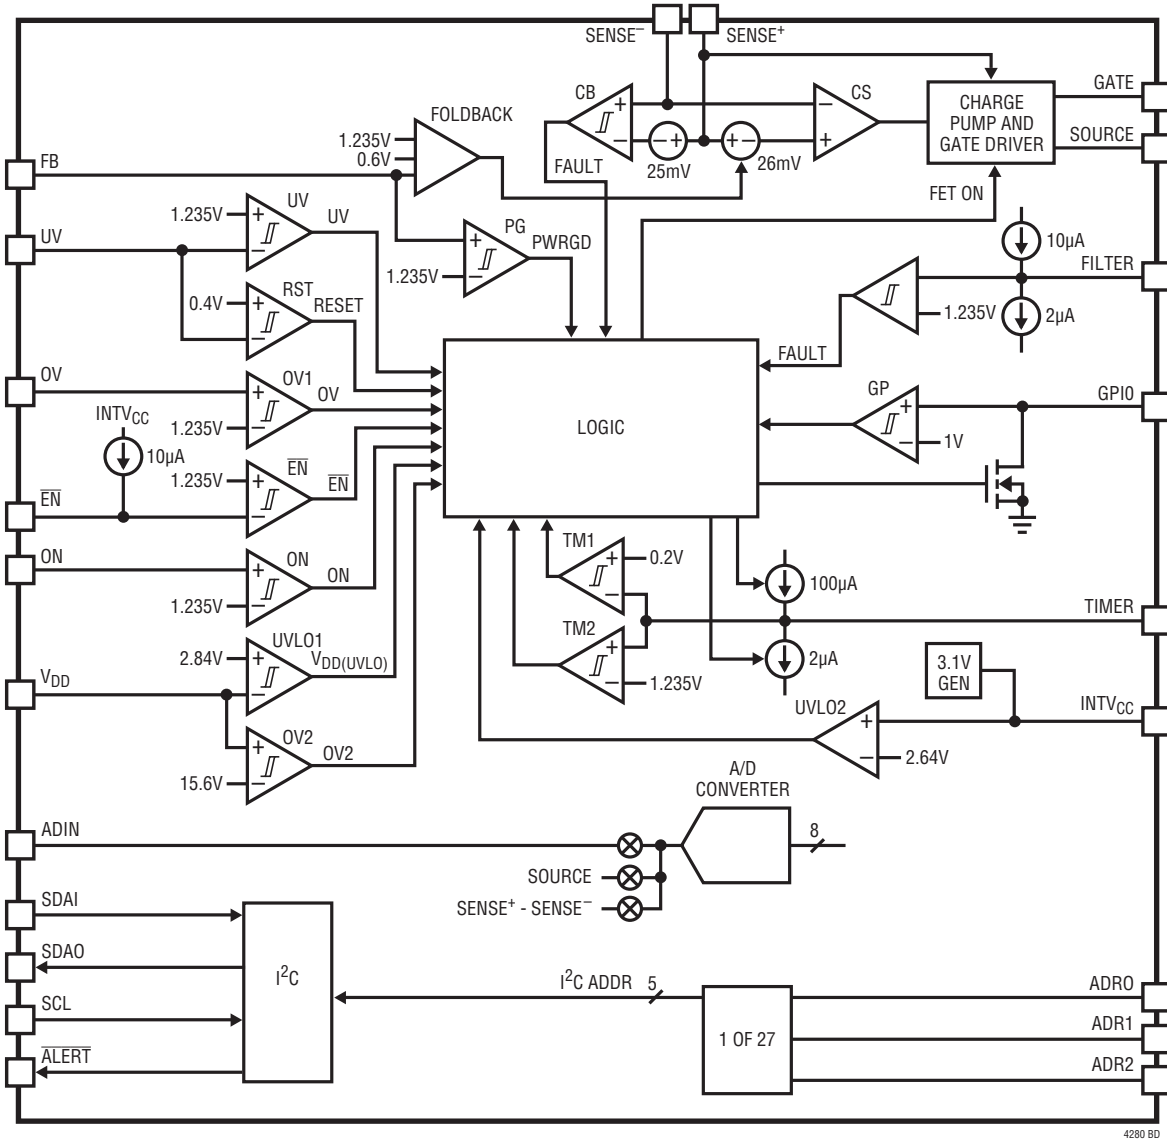 SENSE⁻
SENSE⁺
CB
CS
CHARGE
PUMP AND
GATE DRIVER
GATE
SOURCE
FOLDBACK
1.235V
0.6V
FB
FAULT
25mV
26mV
FET ON
UV
UV
1.235V
UV
PG
PWRGD
1.235V
10µA
FILTER
1.235V
2µA
RST
0.4V
RESET
FAULT
OV
OV1
OV
1.235V
LOGIC
GP
GPIO
1V
INTVCC
10µA
1.235V
E̅N̅
E̅N̅
E̅N̅
ON
ON
ON
1.235V
TM1
0.2V
100µA
TIMER
TM2
1.235V
2µA
UVLO1
2.84V
VDD(UVLO)
VDD
3.1V
GEN
INTVCC
UVLO2
2.64V
OV2
OV2
15.6V
A/D
CONVERTER
8
ADIN
SOURCE
SENSE⁺ - SENSE⁻
SDAI
SDAO
SCL
A̅L̅E̅R̅T̅
I²C
I²C ADDR
5
1 OF 27
ADR0
ADR1
ADR2
4280 BD